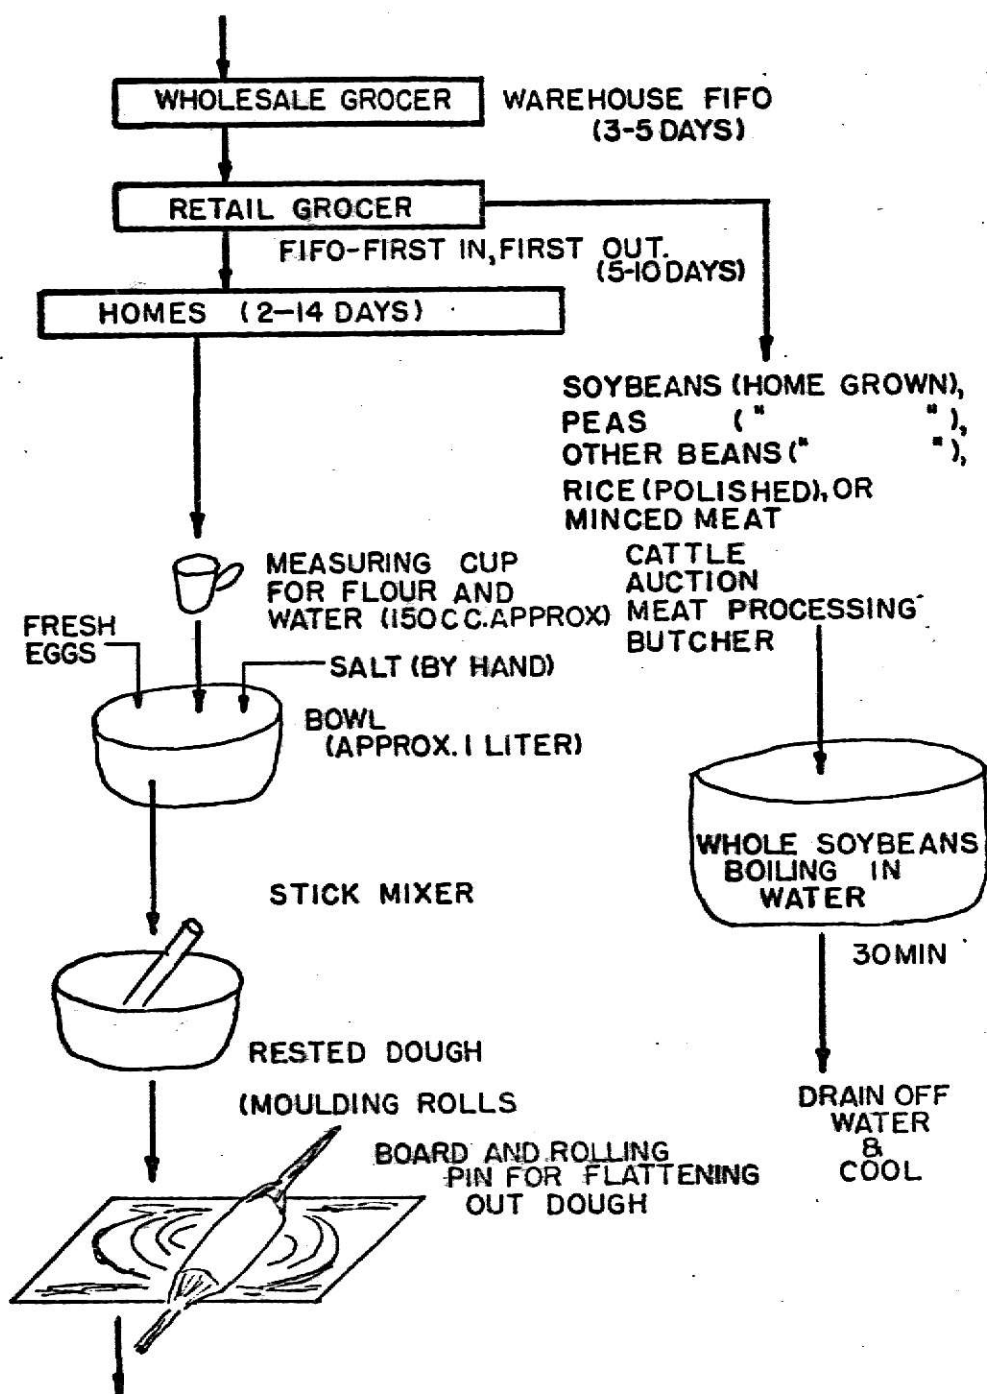 WHOLESALE GROCER
WAREHOUSE FIFO
(3-5 DAYS)
RETAIL GROCER
FIFO-FIRST IN, FIRST OUT.
(5-10 DAYS)
HOMES (2-14 DAYS)
SOYBEANS (HOME GROWN),
PEAS (" "),
OTHER BEANS (" "),
RICE (POLISHED), OR
MINCED MEAT
CATTLE
AUCTION
MEAT PROCESSING
BUTCHER
MEASURING CUP
FOR FLOUR AND
WATER (150 C C. APPROX)
FRESH
EGGS
SALT (BY HAND)
BOWL
(APPROX. 1 LITER)
WHOLE SOYBEANS
BOILING IN
WATER
STICK MIXER
30 MIN
RESTED DOUGH
(MOULDING ROLLS
BOARD AND ROLLING
PIN FOR FLATTENING
OUT DOUGH
DRAIN OFF
WATER
&
COOL